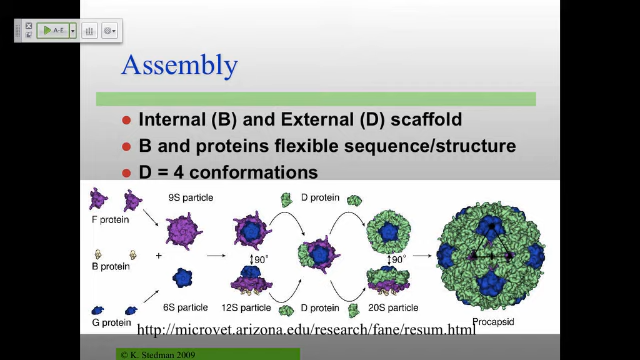 A-Z
Assembly
Internal (B) and External (D) scaffold
B and proteins flexible sequence/structure
D = 4 conformations
F protein
9S particle
D protein
B protein
+
90°
90°
G protein
6S particle
12S particle
D protein
20S particle
Procapsid
http://microvet.arizona.edu/research/fane/resum.html
© K. Stedman 2009